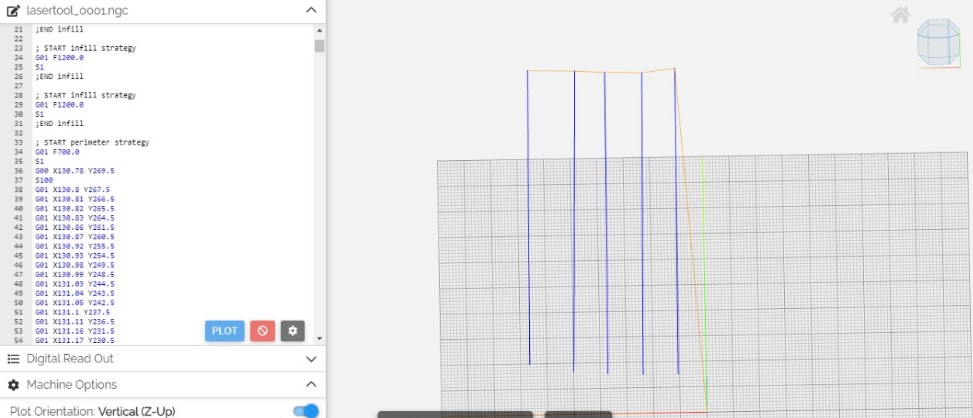 lasertool_0001.ngc
21 ;END infill
22
23 ; START infill strategy
24 G01 F1200.0
25 S1
26 ;END infill
27
28 ; START infill strategy
29 G01 F1200.0
30 S1
31 ;END infill
32
33 ; START perimeter strategy
34 G01 F700.0
35 S1
36 G00 X130.78 Y269.5
37 S100
38 G01 X130.8 Y267.5
39 G01 X130.81 Y266.5
40 G01 X130.82 Y265.5
41 G01 X130.83 Y264.5
42 G01 X130.86 Y261.5
43 G01 X130.87 Y260.5
44 G01 X130.92 Y255.5
45 G01 X130.93 Y254.5
46 G01 X130.98 Y249.5
47 G01 X130.99 Y248.5
48 G01 X131.03 Y244.5
49 G01 X131.04 Y243.5
50 G01 X131.05 Y242.5
51 G01 X131.1 Y237.5
52 G01 X131.11 Y236.5
53 G01 X131.16 Y231.5
54 G01 X131.17 Y230.5
PLOT
Digital Read Out
Machine Options
Plot Orientation: Vertical (Z-Up)